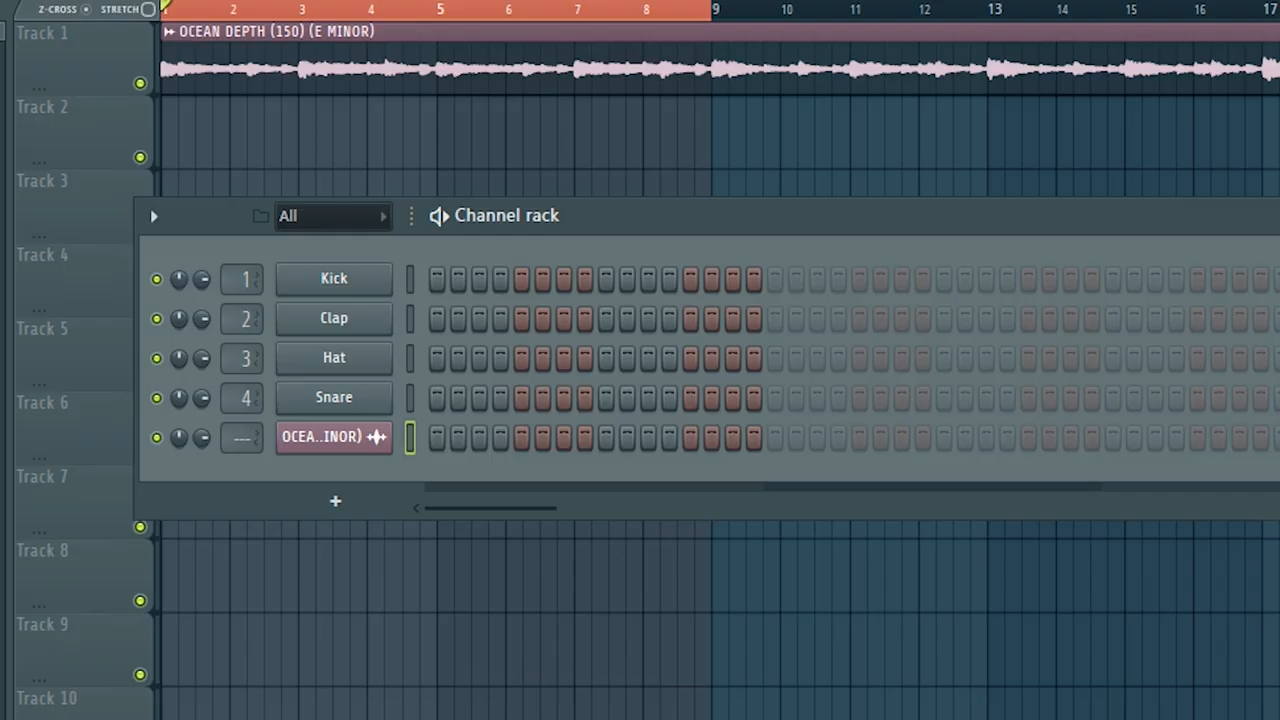 Z-CROSS STRETCH
2 3 4 5 6 7 8 9 10 11 12 13 14 15 16 17
Track 1
OCEAN DEPTH (150) (E MINOR)
Track 2
Track 3
All
Channel rack
Track 4
1 Kick
2 Clap
Track 5
3 Hat
4 Snare
Track 6
--- OCEA..INOR)
Track 7
+
Track 8
Track 9
Track 10